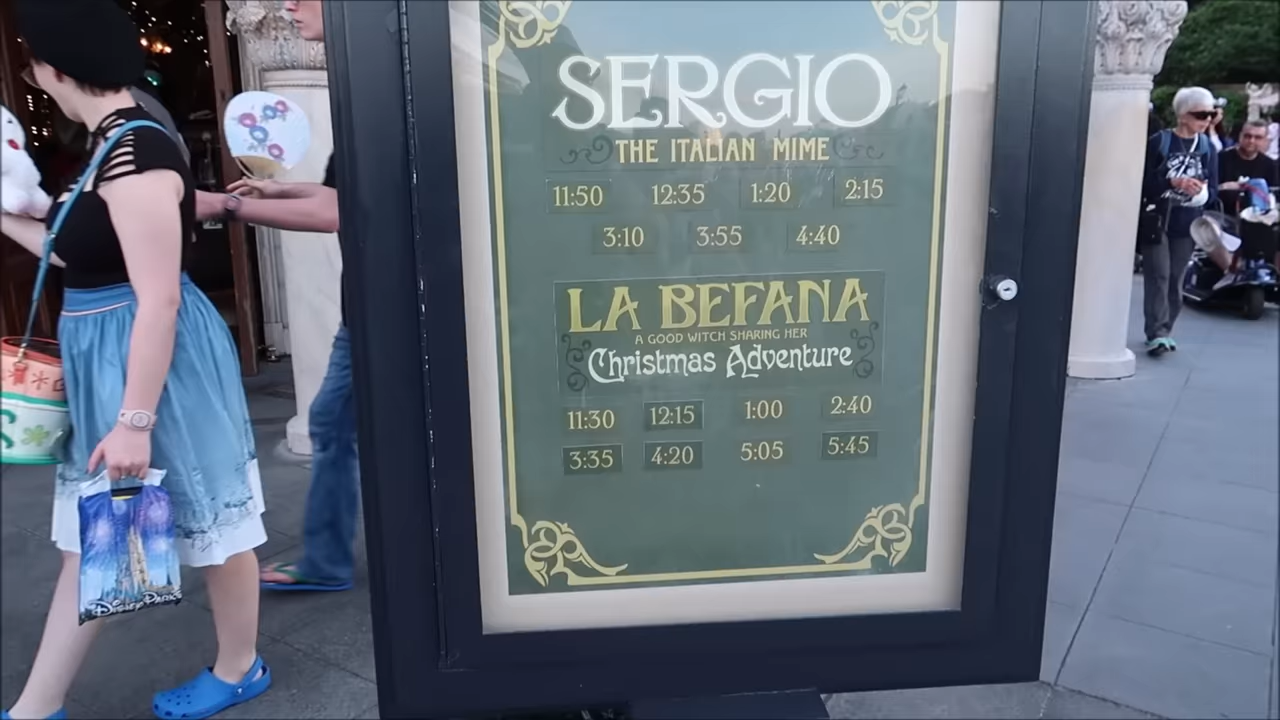 SERGIO
THE ITALIAN MIME
11:50 12:35 1:20 2:15
3:10 3:55 4:40
LA BEFANA
A GOOD WITCH SHARING HER
Christmas Adventure
11:30 12:15 1:00 2:40
3:35 4:20 5:05 5:45
DISNEY PARKS